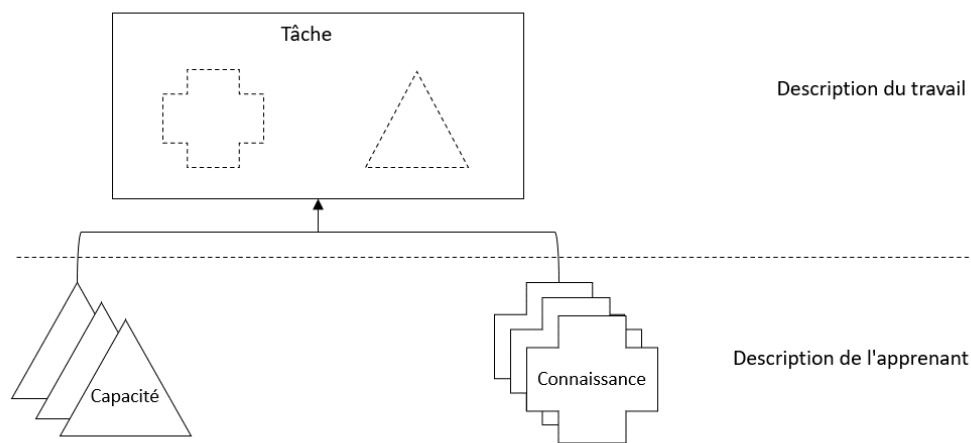 Tâche
Description du travail
Capacité
Connaissance
Description de l'apprenant